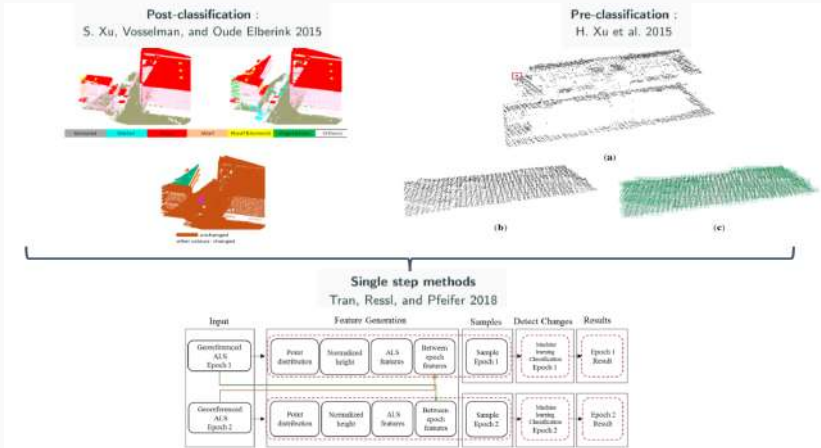 Post-classification :
S. Xu, Vosselman, and Oude Elberink 2015
Pre-classification :
H. Xu et al. 2015
Wall
Others
unchanged
other colours: changed
(a)
(b)
(c)
Single step methods
Tran, Ressl, and Pfeifer 2018
Input
Feature Generation
Samples
Detect Changes
Results
Georeferenced
ALS
Epoch 1
Point
distribution
Normalized
height
ALS
features
Between
epoch
features
Sample
Epoch 1
Machine
learning
Classification
Epoch 1
Epoch 1
Result
Georeferenced
ALS
Epoch 2
Point
distribution
Normalized
height
ALS
features
Between
epoch
features
Sample
Epoch 2
Machine
learning
Classification
Epoch 2
Epoch 2
Result